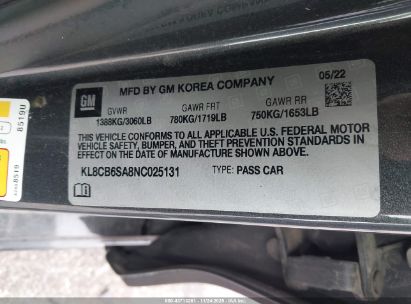 GM
MFD BY GM KOREA COMPANY
05/22
GVWR
GAWR FRT
GAWR RR
1388KG/3060LB
780KG/1719LB
750KG/1653LB
THIS VEHICLE CONFORMS TO ALL APPLICABLE U.S. FEDERAL MOTOR
VEHICLE SAFETY, BUMPER, AND THEFT PREVENTION STANDARDS IN
EFFECT ON THE DATE OF MANUFACTURE SHOWN ABOVE.
KL8CB6SA8NC025131
TYPE: PASS CAR
8519U